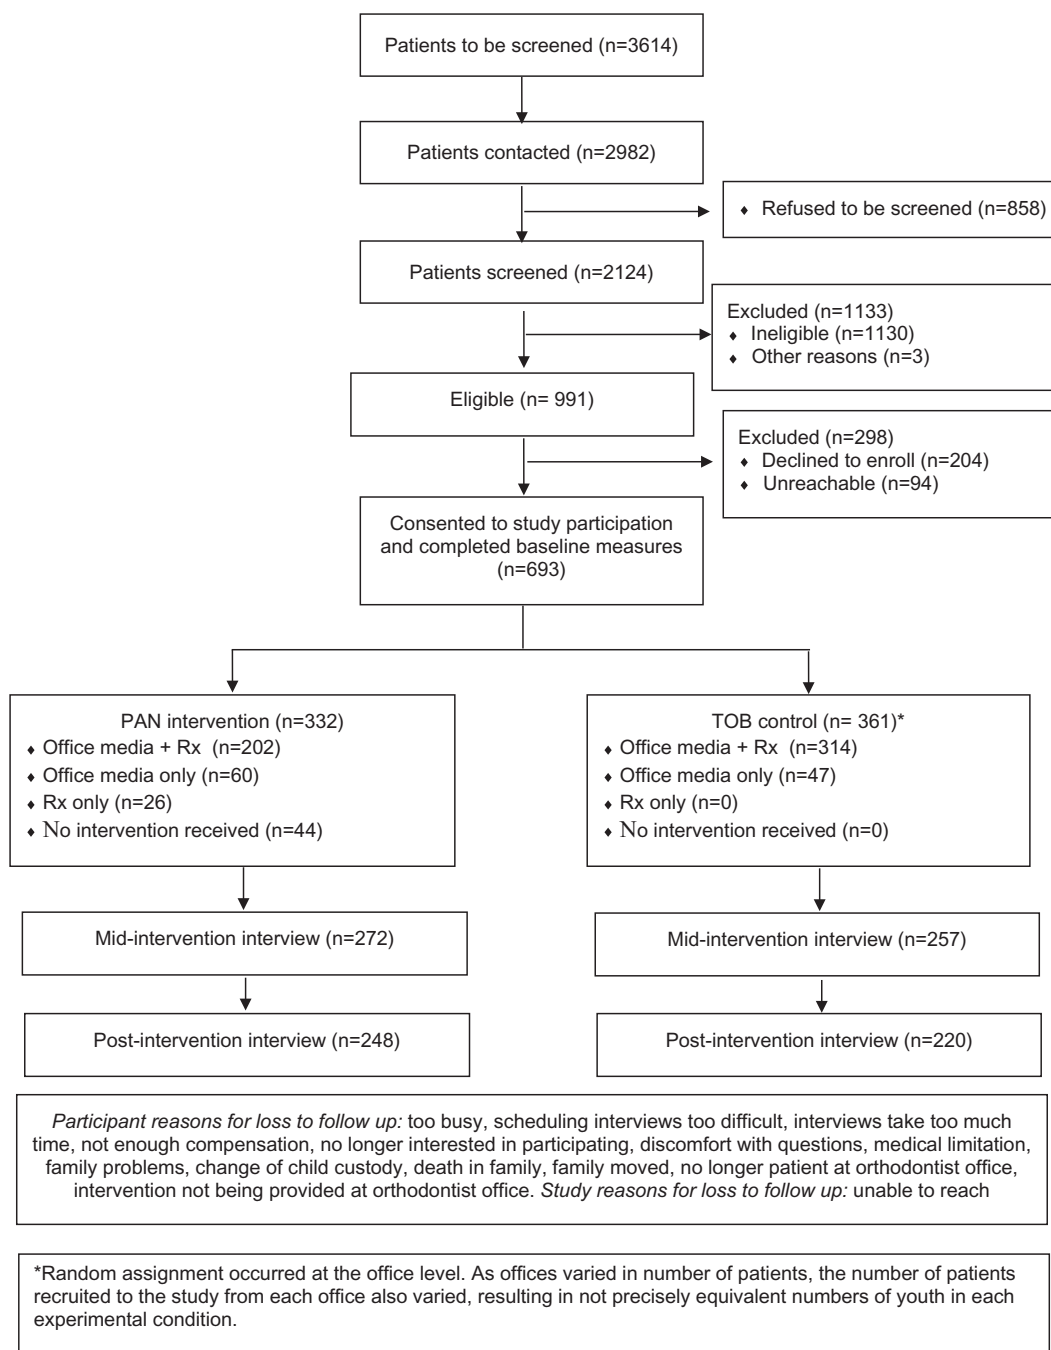 Patients to be screened (n=3614)
Patients contacted (n=2982)
♦ Refused to be screened (n=858)
Patients screened (n=2124)
Excluded (n=1133)
♦ Ineligible (n=1130)
♦ Other reasons (n=3)
Eligible (n= 991)
Excluded (n=298)
♦ Declined to enroll (n=204)
♦ Unreachable (n=94)
Consented to study participation
and completed baseline measures
(n=693)
PAN intervention (n=332)
♦ Office media + Rx (n=202)
♦ Office media only (n=60)
♦ Rx only (n=26)
♦ No intervention received (n=44)
TOB control (n= 361)*
♦ Office media + Rx (n=314)
♦ Office media only (n=47)
♦ Rx only (n=0)
♦ No intervention received (n=0)
Mid-intervention interview (n=272)
Mid-intervention interview (n=257)
Post-intervention interview (n=248)
Post-intervention interview (n=220)
Participant reasons for loss to follow up: too busy, scheduling interviews too difficult, interviews take too much
time, not enough compensation, no longer interested in participating, discomfort with questions, medical limitation,
family problems, change of child custody, death in family, family moved, no longer patient at orthodontist office,
intervention not being provided at orthodontist office. Study reasons for loss to follow up: unable to reach
*Random assignment occurred at the office level. As offices varied in number of patients, the number of patients
recruited to the study from each office also varied, resulting in not precisely equivalent numbers of youth in each
experimental condition.